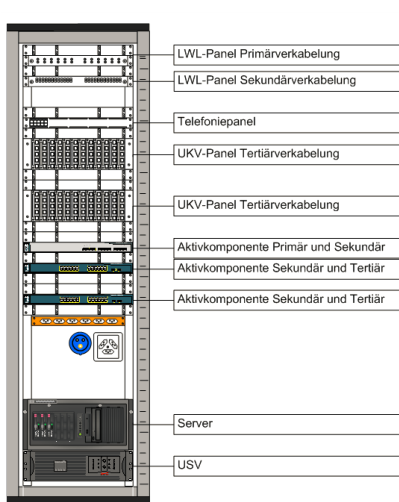 LWL-Panel Primärverkabelung
LWL-Panel Sekundärverkabelung
Telefoniepanel
UKV-Panel Tertiärverkabelung
UKV-Panel Tertiärverkabelung
Aktivkomponente Primär und Sekundär
Aktivkomponente Sekundär und Tertiär
Aktivkomponente Sekundär und Tertiär
Server
USV